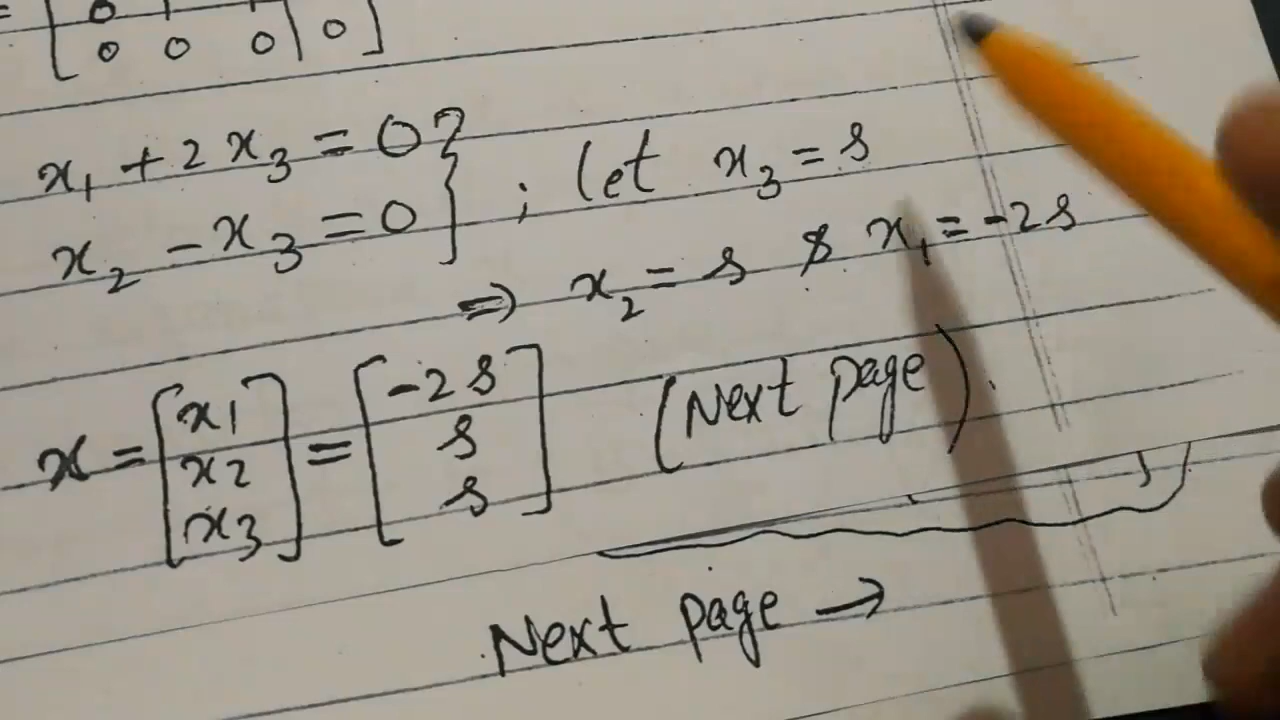 = [ 0
0 0 0 | 0 ]
x₁ + 2x₃ = 0 }
x₂ - x₃ = 0 } ; let x₃ = s
⇒ x₂ = s & x₁ = -2s
x = [x1 x2 x3] = [-2s s s] (Next page).
Next page →